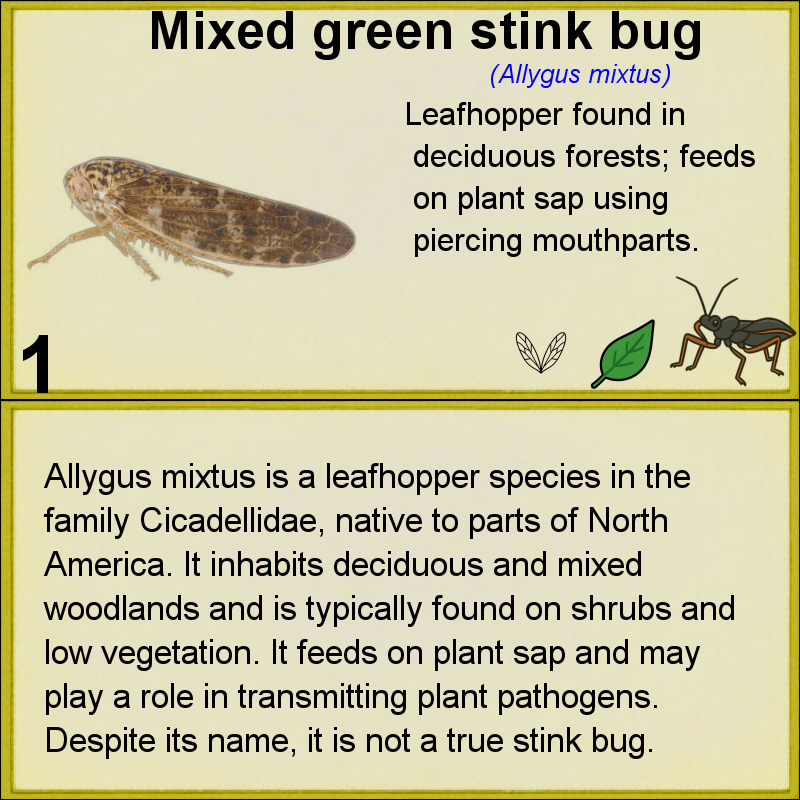 Mixed green stink bug
(Allygus mixtus)
Leafhopper found in
deciduous forests; feeds
on plant sap using
piercing mouthparts.
1
Allygus mixtus is a leafhopper species in the
family Cicadellidae, native to parts of North
America. It inhabits deciduous and mixed
woodlands and is typically found on shrubs and
low vegetation. It feeds on plant sap and may
play a role in transmitting plant pathogens.
Despite its name, it is not a true stink bug.